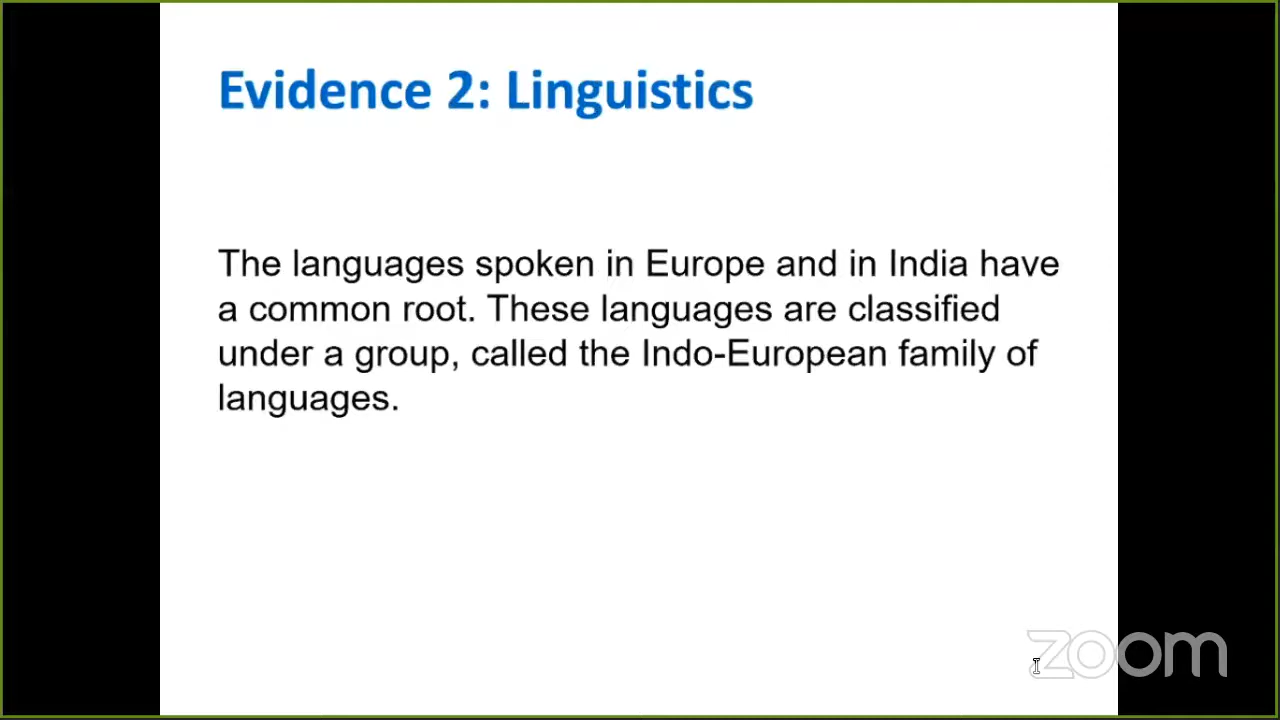 Evidence 2: Linguistics
The languages spoken in Europe and in India have
a common root. These languages are classified
under a group, called the Indo-European family of
languages.
zoom